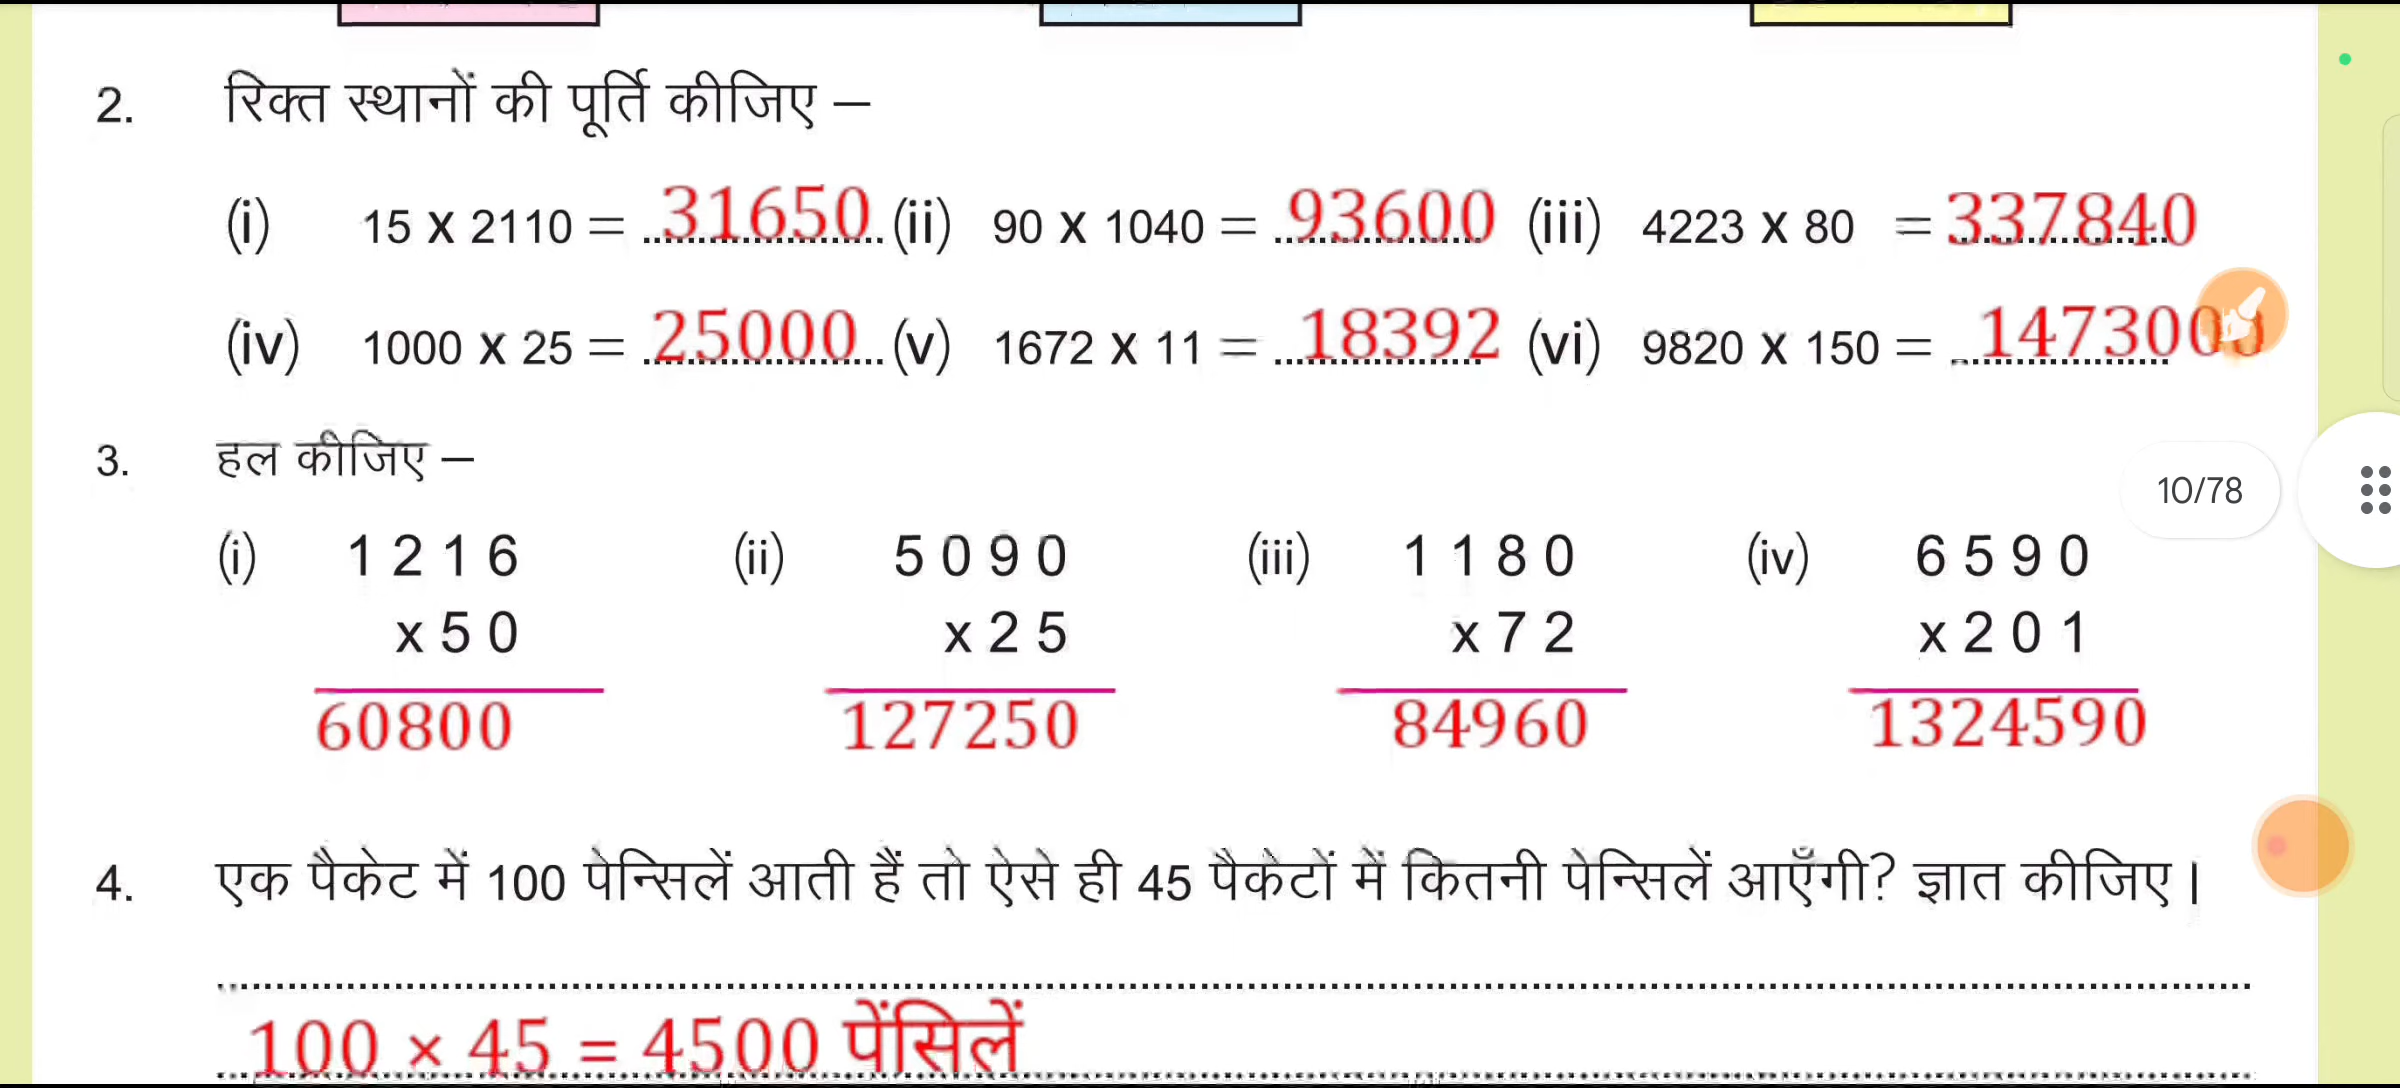 2. रिक्त स्थानों की पूर्ति कीजिए –
(i) 15 x 2110 = 31650 (ii) 90 x 1040 = 93600 (iii) 4223 x 80 = 337840
(iv) 1000 x 25 = 25000 (v) 1672 x 11 = 18392 (vi) 9820 x 150 = 1473000
3. हल कीजिए –
10/78
(i) 1 2 1 6 (ii) 5 0 9 0 (iii) 1 1 8 0 (iv) 6 5 9 0
x 5 0 x 2 5 x 7 2 x 2 0 1
60800 127250 84960 1324590
4. एक पैकेट में 100 पेन्सिलें आती हैं तो ऐसे ही 45 पैकेटों में कितनी पेन्सिलें आएँगी? ज्ञात कीजिए।
100 × 45 = 4500 पेंसिलें